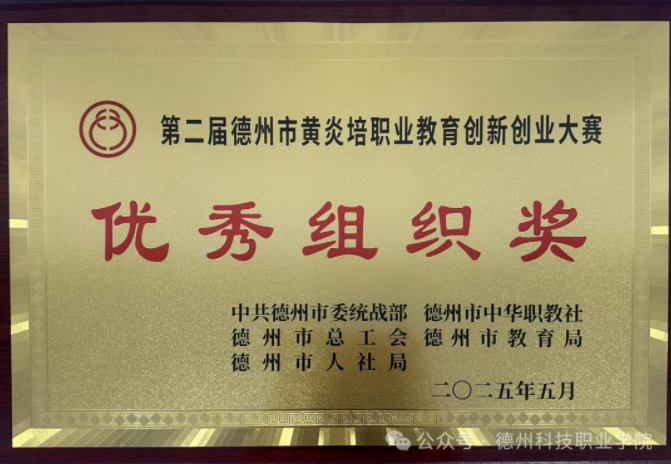 第二届德州市黄炎培职业教育创新创业大赛
优秀组织奖
中共德州市委统战部 德州市中华职教社
德州市总工会 德州市教育局
德州市人社局
二〇二五年五月
公众号 · 德州科技职业学院